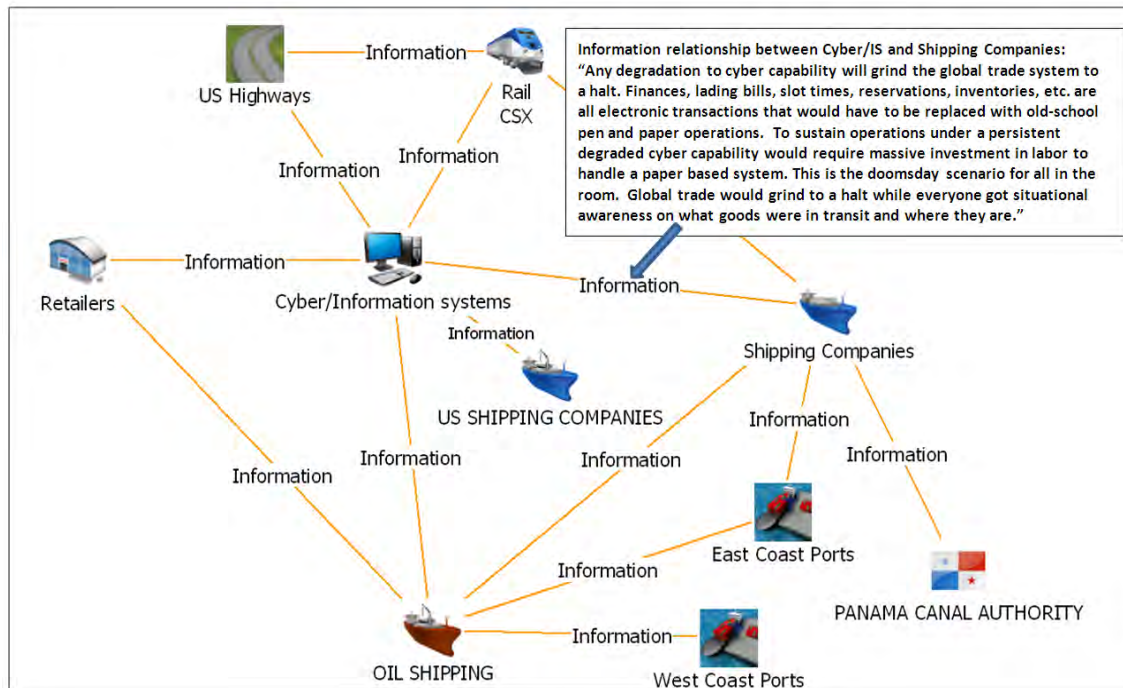 Information
US Highways
Rail
CSX
Information relationship between Cyber/IS and Shipping Companies:
“Any degradation to cyber capability will grind the global trade system to
a halt. Finances, lading bills, slot times, reservations, inventories, etc. are
all electronic transactions that would have to be replaced with old-school
pen and paper operations.  To sustain operations under a persistent
degraded cyber capability would require massive investment in labor to
handle a paper based system. This is the doomsday scenario for all in the
room.  Global trade would grind to a halt while everyone got situational
awareness on what goods were in transit and where they are.”
Information
Information
Information
Retailers
Cyber/Information systems
Information
Information
Shipping Companies
US SHIPPING COMPANIES
Information
Information
Information
Information
Information
East Coast Ports
Information
PANAMA CANAL AUTHORITY
OIL SHIPPING
Information
West Coast Ports